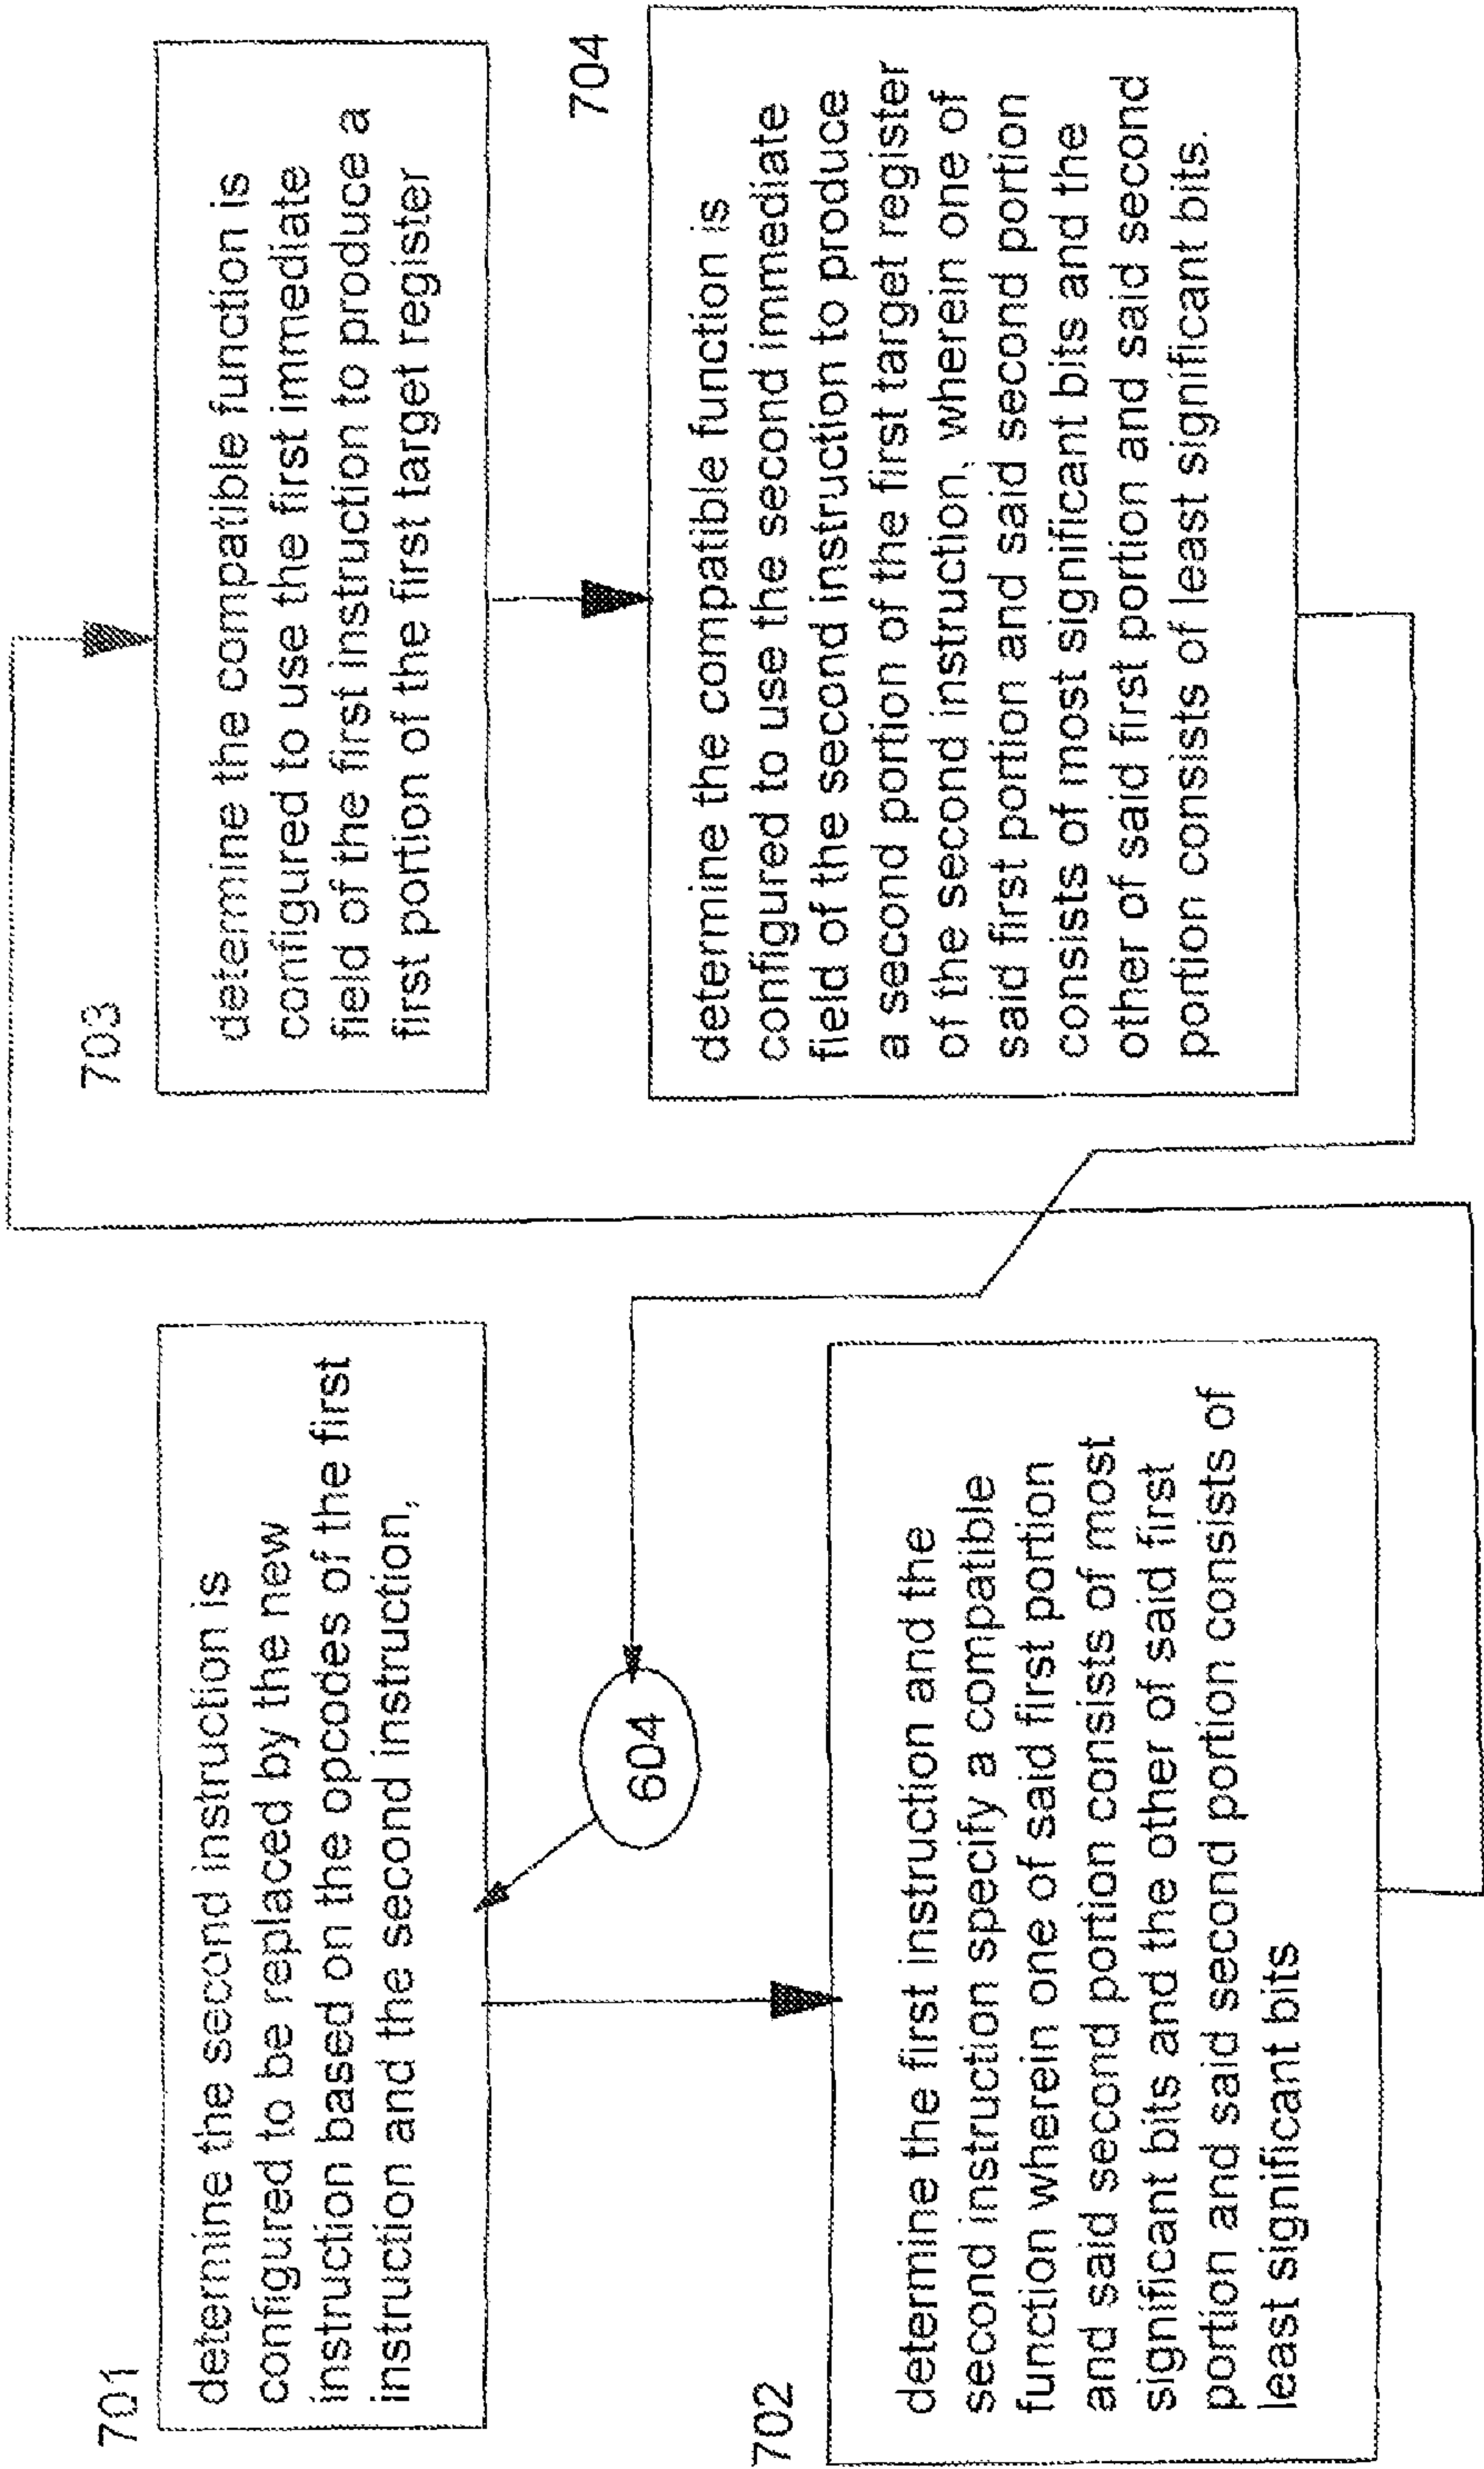 701
determine the second instruction is
configured to be replaced by the new
instruction based on the opcodes of the first
instruction and the second instruction,
604
702
determine the first instruction and the
second instruction specify a compatible
function wherein one of said first portion
and said second portion consists of most
significant bits and the other of said first
portion and said second portion consists of
least significant bits
703
determine the compatible function is
configured to use the first immediate
field of the first instruction to produce a
first portion of the first target register
704
determine the compatible function is
configured to use the second immediate
field of the second instruction to produce
a second portion of the first target register
of the second instruction, wherein one of
said first portion and said second portion
consists of most significant bits and the
other of said first portion and said second
portion consists of least significant bits.